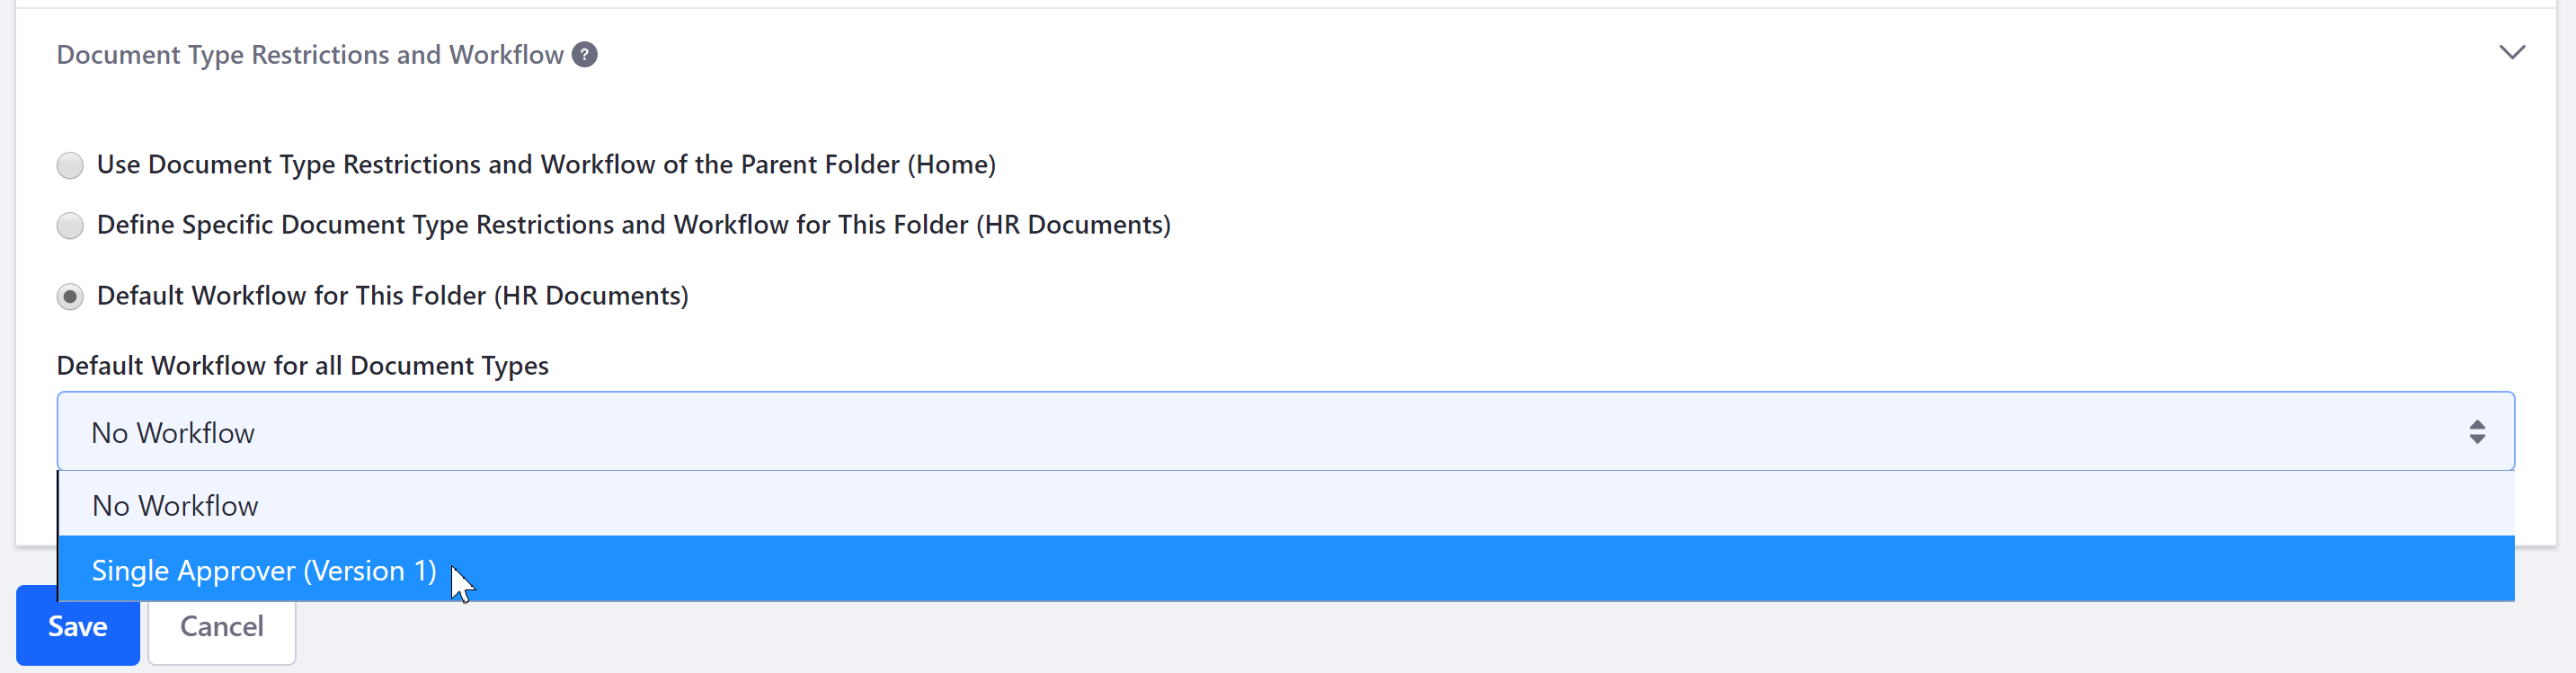 Document Type Restrictions and Workflow ?
Use Document Type Restrictions and Workflow of the Parent Folder (Home)
Define Specific Document Type Restrictions and Workflow for This Folder (HR Documents)
Default Workflow for This Folder (HR Documents)
Default Workflow for all Document Types
No Workflow
No Workflow
Single Approver (Version 1)
Save Cancel